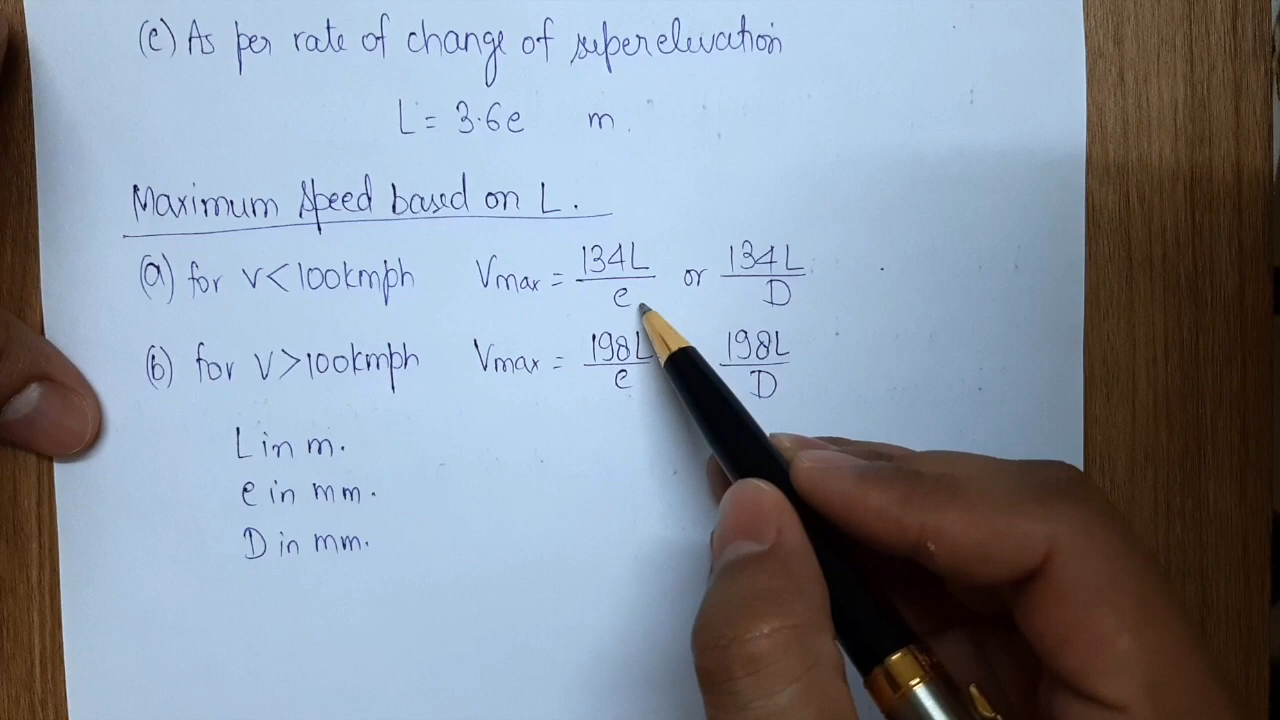 (c) As per rate of change of superelevation
L = 3.6e m.
Maximum speed based on L.
(a) for V<100kmph Vmax = 134L/e or 134L/D
(b) for V>100kmph Vmax = 198L/e 198L/D
L in m.
e in mm.
D in mm.